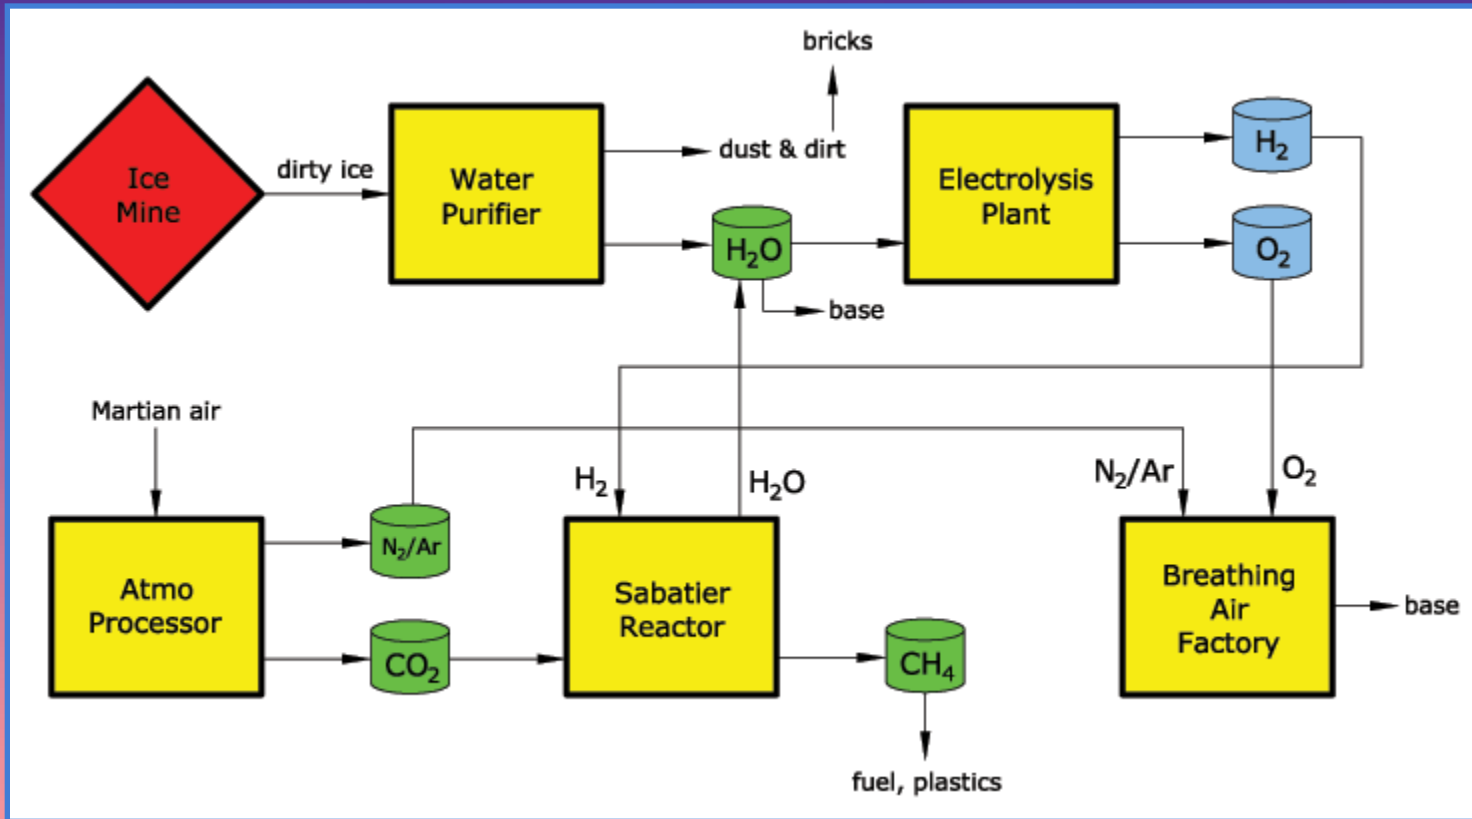 bricks
Ice
Mine
dirty ice
Water
Purifier
dust & dirt
H₂O
base
Electrolysis
Plant
H₂
O₂
Martian air
Atmo
Processor
N₂/Ar
CO₂
H₂
H₂O
Sabatier
Reactor
CH₄
fuel, plastics
N₂/Ar
O₂
Breathing
Air
Factory
base